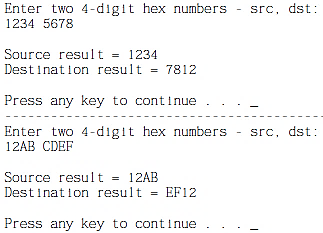 Enter two 4-digit hex numbers - src, dst:
1234 5678
Source result = 1234
Destination result = 7812
Press any key to continue . . . _
Enter two 4-digit hex numbers - src, dst:
12AB CDEF
Source result = 12AB
Destination result = EF12
Press any key to continue . . . _